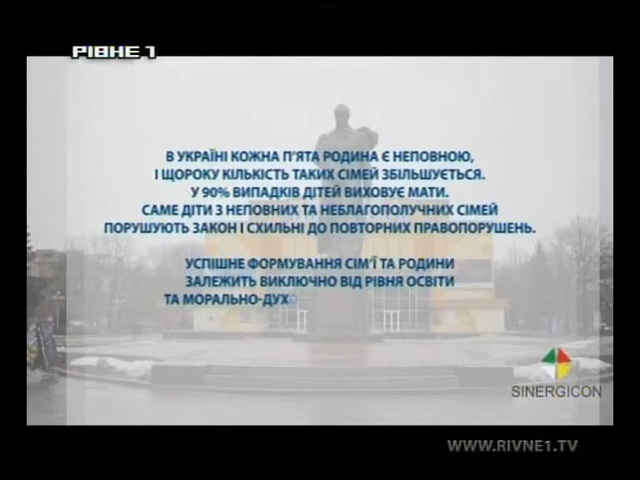 РІВНЕ 1
В УКРАЇНІ КОЖНА П'ЯТА РОДИНА Є НЕПОВНОЮ,
І ЩОРОКУ КІЛЬКІСТЬ ТАКИХ СІМЕЙ ЗБІЛЬШУЄТЬСЯ.
У 90% ВИПАДКІВ ДІТЕЙ ВИХОВУЄ МАТИ.
САМЕ ДІТИ З НЕПОВНИХ ТА НЕБЛАГОПОЛУЧНИХ СІМЕЙ
ПОРУШУЮТЬ ЗАКОН І СХИЛЬНІ ДО ПОВТОРНИХ ПРАВОПОРУШЕНЬ.
УСПІШНЕ ФОРМУВАННЯ СІМ'Ї ТА РОДИНИ
ЗАЛЕЖИТЬ ВИКЛЮЧНО ВІД РІВНЯ ОСВІТИ
ТА МОРАЛЬНО-ДУХ
SINERGICON
WWW.RIVNE1.TV